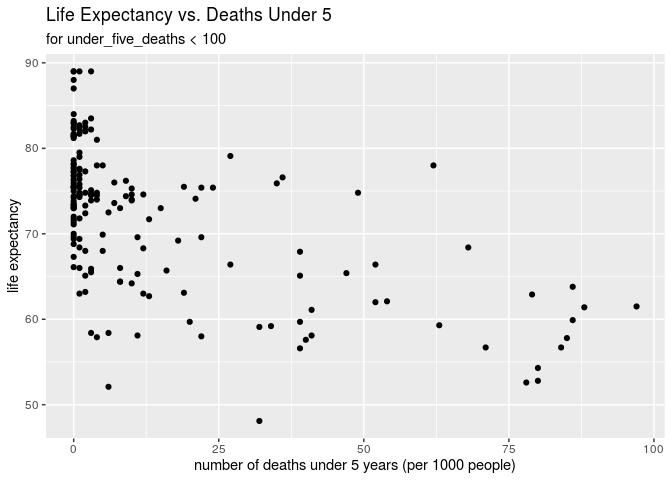 Life Expectancy vs. Deaths Under 5
for under_five_deaths < 100
90
80
70
60
50
life expectancy
0 25 50 75 100
number of deaths under 5 years (per 1000 people)